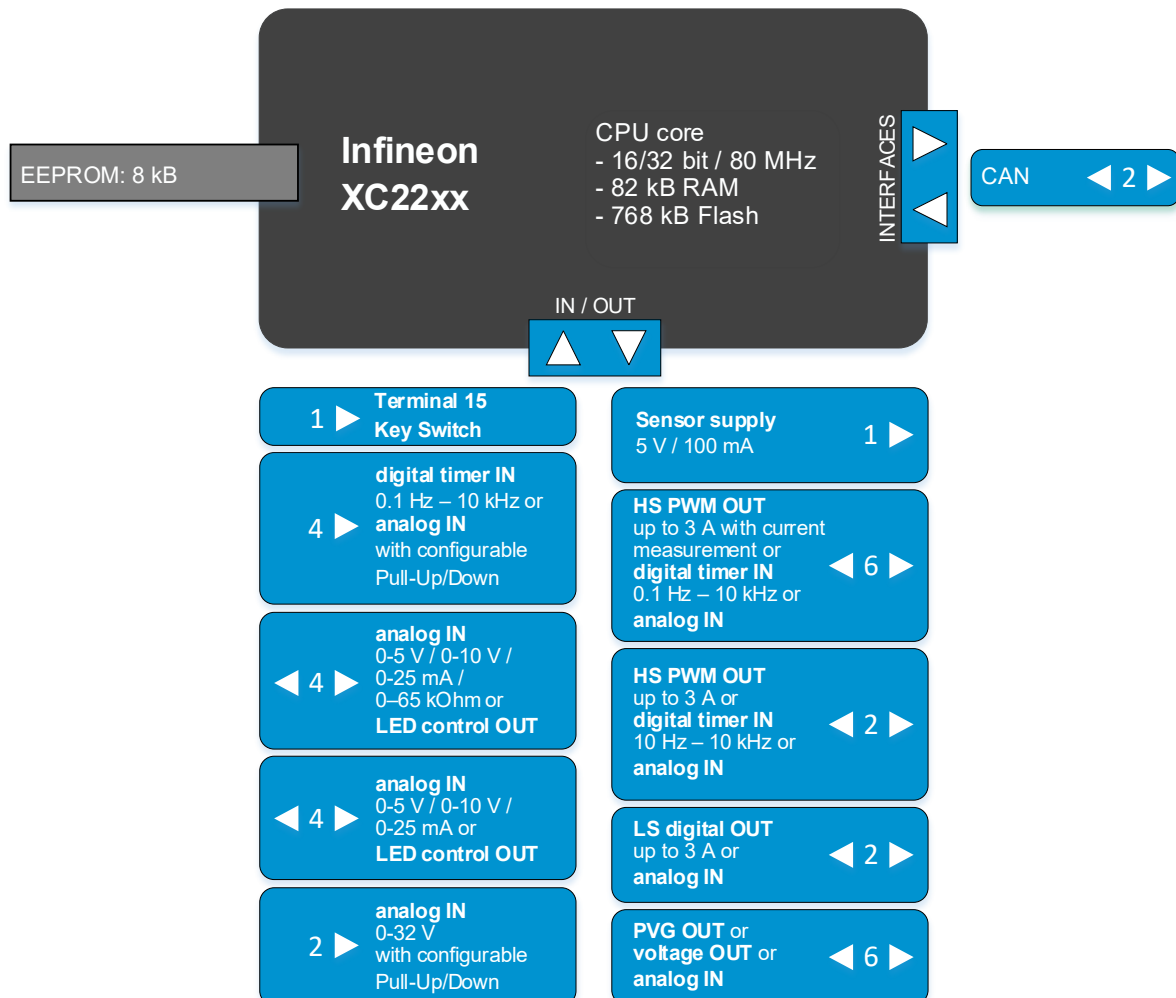 EEPROM: 8 kB
Infineon
XC22xx
CPU core
- 16/32 bit / 80 MHz
- 82 kB RAM
- 768 kB Flash
INTERFACES
CAN 2
IN / OUT
1 Terminal 15
Key Switch
digital timer IN
0.1 Hz – 10 kHz or
4 analog IN
with configurable
Pull-Up/Down
analog IN
0-5 V / 0-10 V /
4 0-25 mA /
0–65 kOhm or
LED control OUT
analog IN
0-5 V / 0-10 V /
4 0-25 mA or
LED control OUT
analog IN
0-32 V
2 with configurable
Pull-Up/Down
Sensor supply
5 V / 100 mA 1
HS PWM OUT
up to 3 A with current
measurement or
digital timer IN 6
0.1 Hz – 10 kHz or
analog IN
HS PWM OUT
up to 3 A or
digital timer IN 2
10 Hz – 10 kHz or
analog IN
LS digital OUT
up to 3 A or 2
analog IN
PVG OUT or
voltage OUT or 6
analog IN